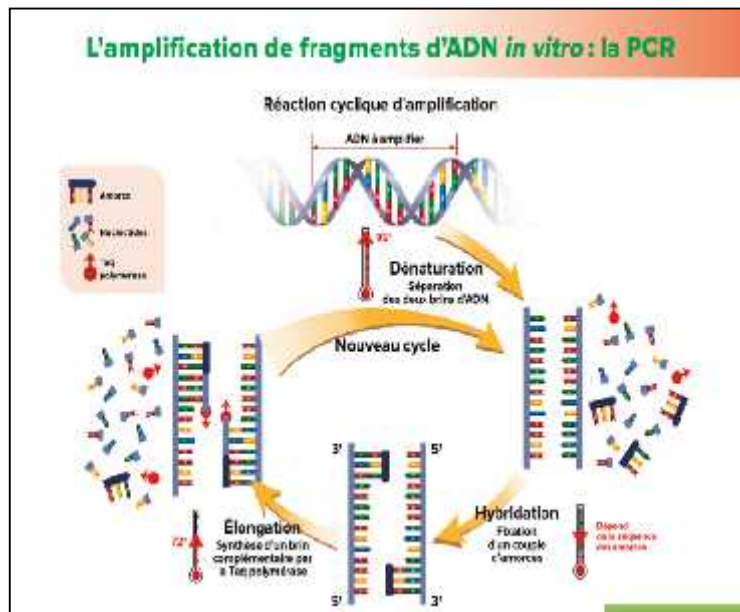 L'amplification de fragments d'ADN in vitro : la PCR
Réaction cyclique d'amplification
ADN à amplifier
Amorce
Nucléotides
Taq
polymérase
95°
Dénaturation
Séparation
des deux brins d'ADN
Nouveau cycle
3'
5'
Hybridation
Fixation
d'un couple
d'amorces
Dépend
de la séquence
des amorces
Élongation
Synthèse d'un brin
complémentaire par
la Taq polymérase
72°
5'
3'